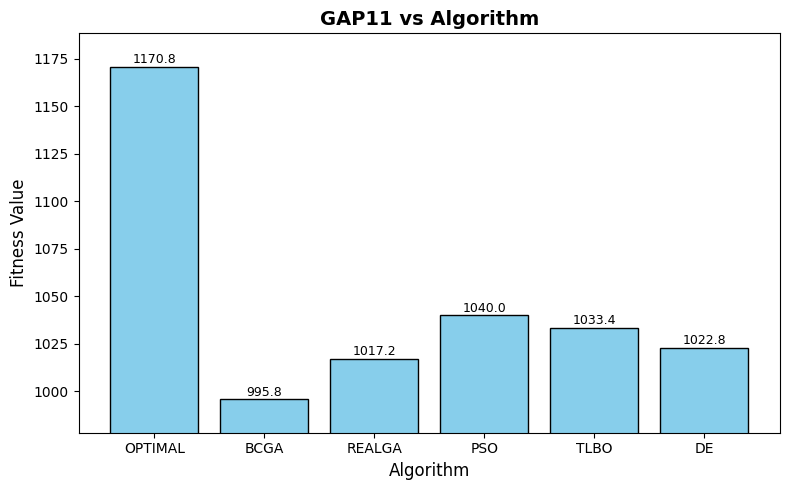 GAP11 vs Algorithm
Fitness Value
1175
1150
1125
1100
1075
1050
1025
1000
1170.8
995.8
1017.2
1040.0
1033.4
1022.8
OPTIMAL
BCGA
REALGA
PSO
TLBO
DE
Algorithm